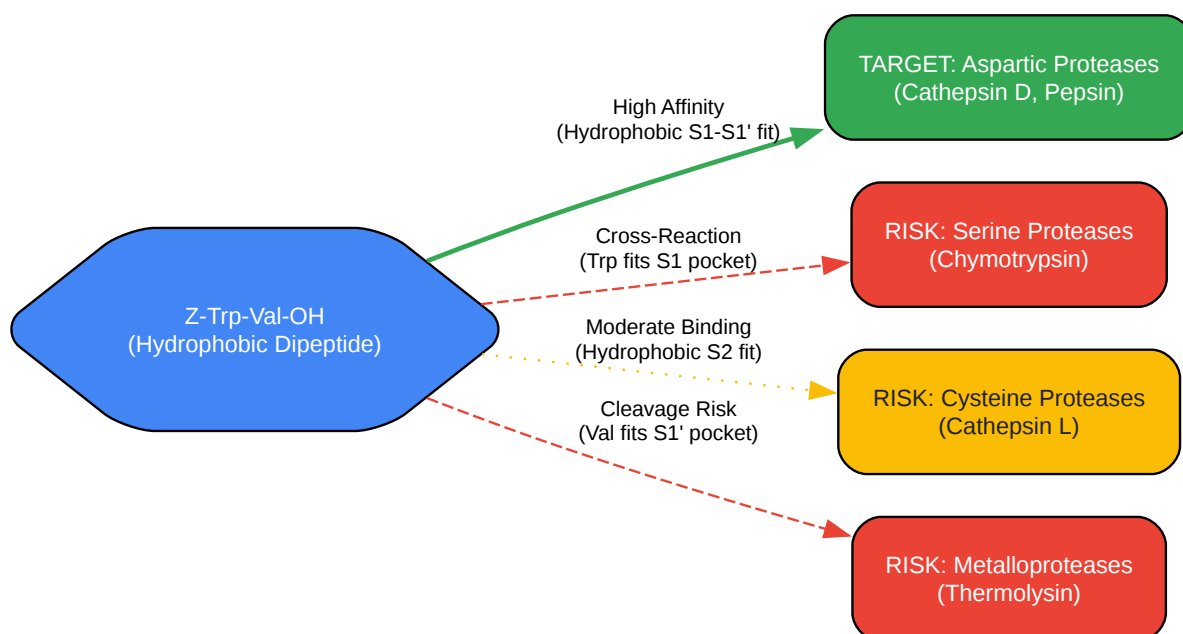 TARGET: Aspartic Proteases
(Cathepsin D, Pepsin)
High Affinity
(Hydrophobic S1-S1' fit)
RISK: Serine Proteases
(Chymotrypsin)
Cross-Reaction
(Trp fits S1 pocket)
Z-Trp-Val-OH
(Hydrophobic Dipeptide)
Moderate Binding
(Hydrophobic S2 fit)
RISK: Cysteine Proteases
(Cathepsin L)
Cleavage Risk
(Val fits S1' pocket)
RISK: Metalloproteases
(Thermolysin)